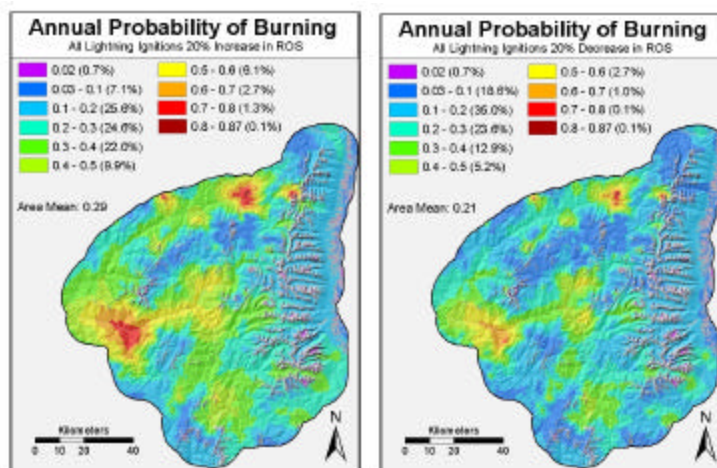 Annual Probability of Burning
All Lightning Ignitions 20% Increase in ROS
0.02 (0.7%)
0.03 - 0.1 (7.1%)
0.1 - 0.2 (25.6%)
0.2 - 0.3 (24.6%)
0.3 - 0.4 (22.0%)
0.4 - 0.5 (9.9%)
0.5 - 0.6 (6.1%)
0.6 - 0.7 (2.7%)
0.7 - 0.8 (1.3%)
0.8 - 0.87 (0.1%)
Area Mean: 0.29
Kilometers
0 10 20 40
N
Annual Probability of Burning
All Lightning Ignitions 20% Decrease in ROS
0.02 (0.7%)
0.03 - 0.1 (18.6%)
0.1 - 0.2 (35.0%)
0.2 - 0.3 (23.6%)
0.3 - 0.4 (12.9%)
0.4 - 0.5 (5.2%)
0.5 - 0.6 (2.7%)
0.6 - 0.7 (1.0%)
0.7 - 0.8 (0.1%)
0.8 - 0.87 (0.1%)
Area Mean: 0.21
Kilometers
0 10 20 40
N